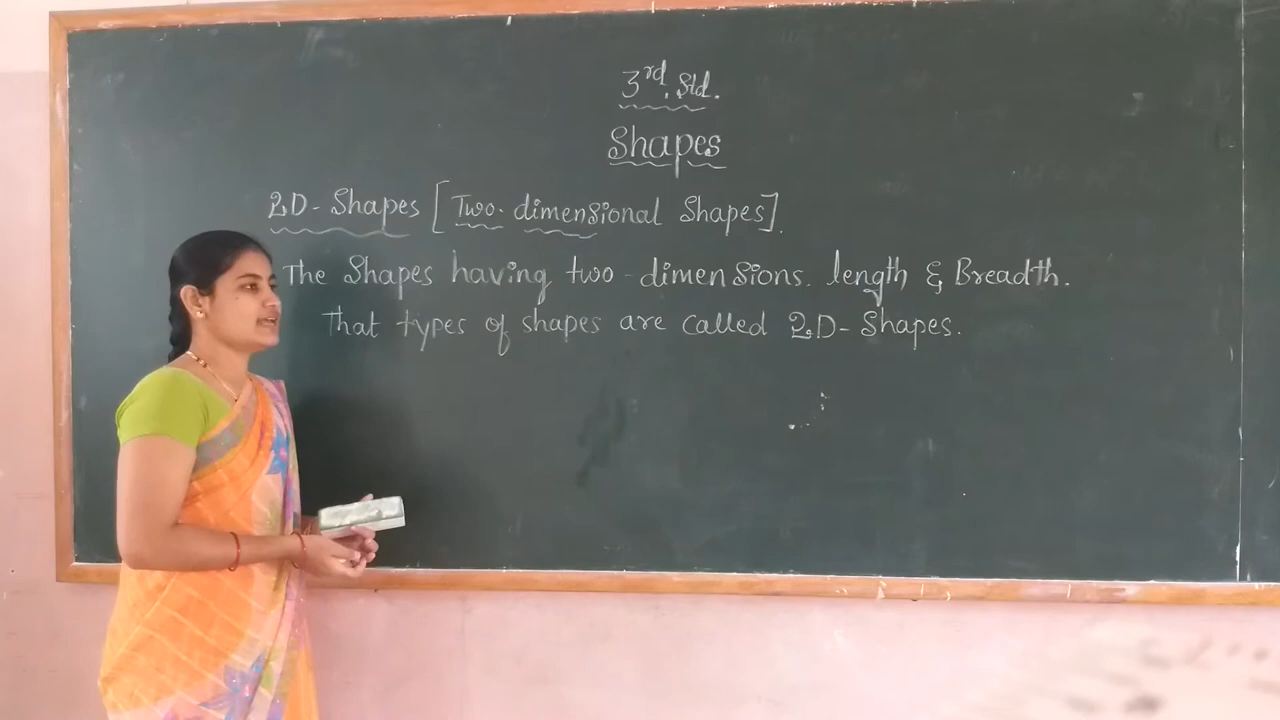 3rd. Std.
Shapes
2D- Shapes [Two-dimensional Shapes].
The Shapes having two-dimensions. length & Breadth.
That types of shapes are called 2D-Shapes.